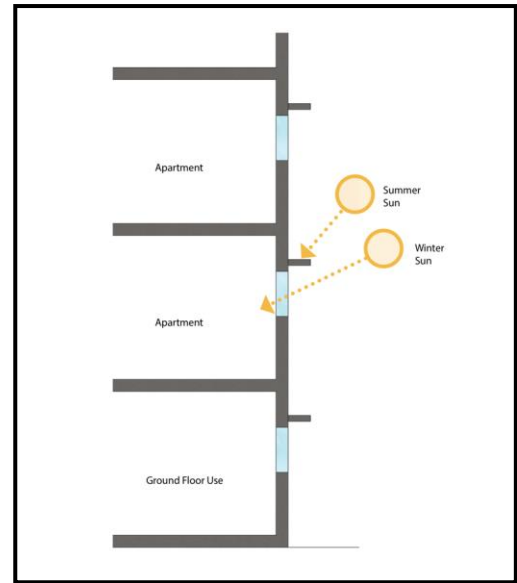 Apartment
Summer
Sun
Winter
Sun
Apartment
Ground Floor Use